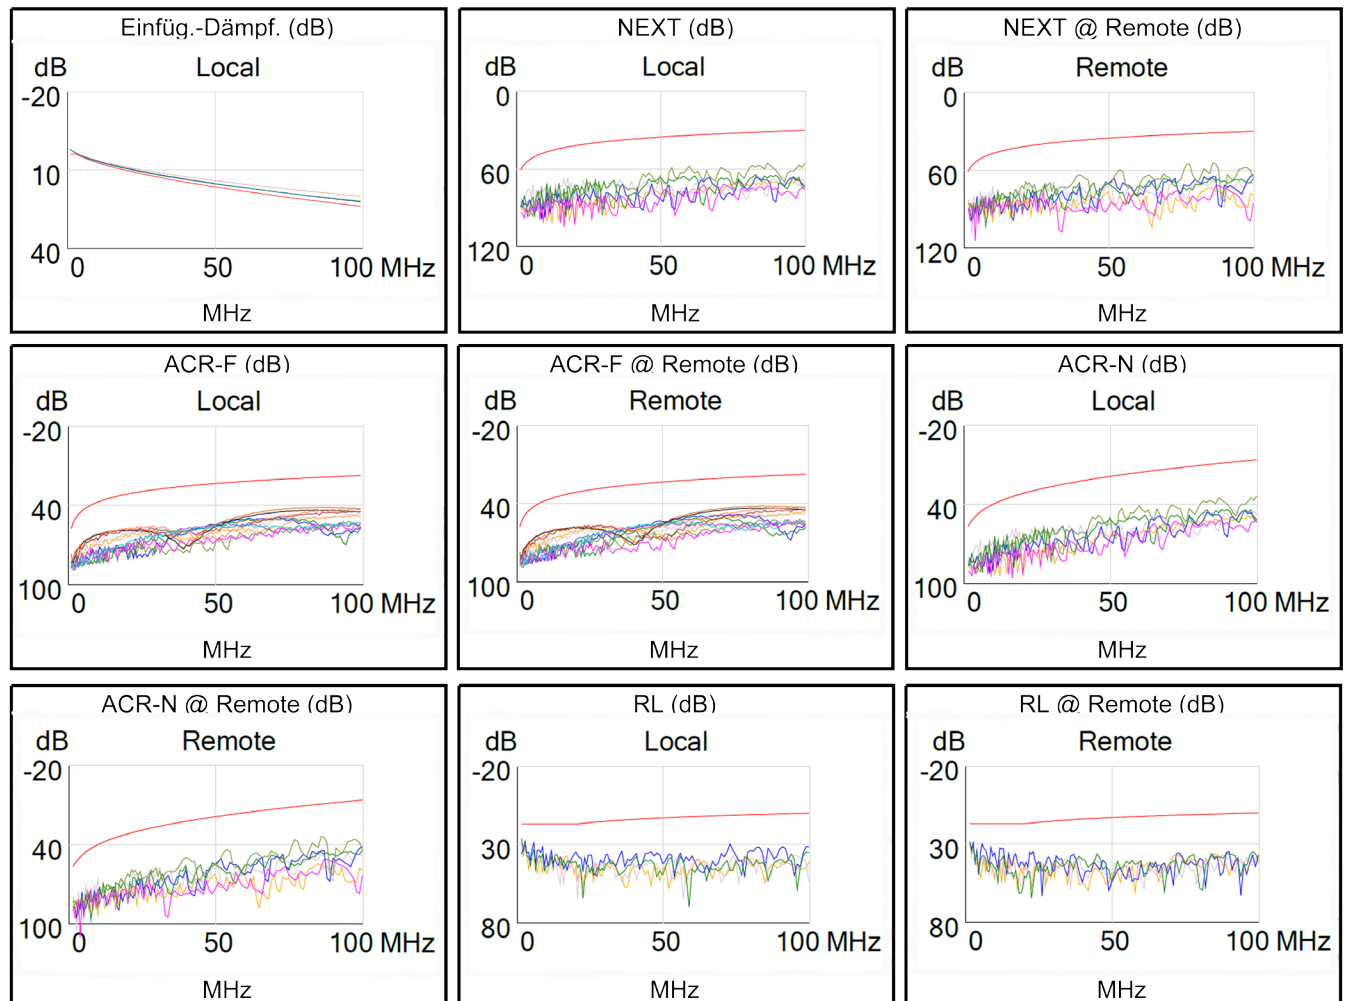 Einfüg.-Dämpf. (dB)
dB Local
-20
10
40
0 50 100 MHz
MHz
NEXT (dB)
dB Local
0
60
120
0 50 100 MHz
MHz
NEXT @ Remote (dB)
dB Remote
0
60
120
0 50 100 MHz
MHz
ACR-F (dB)
dB Local
-20
40
100
0 50 100 MHz
MHz
ACR-F @ Remote (dB)
dB Remote
-20
40
100
0 50 100 MHz
MHz
ACR-N (dB)
dB Local
-20
40
100
0 50 100 MHz
MHz
ACR-N @ Remote (dB)
dB Remote
-20
40
100
0 50 100 MHz
MHz
RL (dB)
dB Local
-20
30
80
0 50 100 MHz
MHz
RL @ Remote (dB)
dB Remote
-20
30
80
0 50 100 MHz
MHz